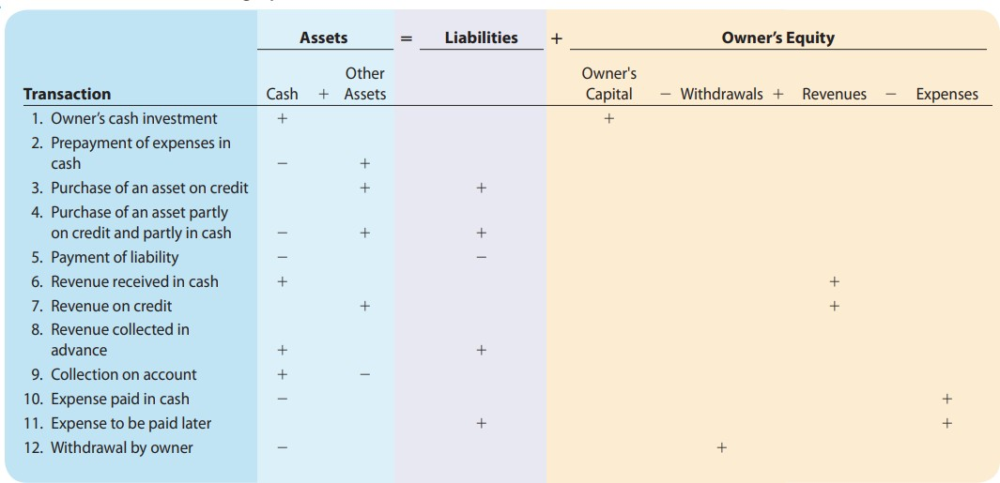 Assets = Liabilities + Owner's Equity
Other Owner's
Transaction Cash + Assets Capital − Withdrawals + Revenues − Expenses
1. Owner's cash investment + +
2. Prepayment of expenses in
cash − +
3. Purchase of an asset on credit + +
4. Purchase of an asset partly
on credit and partly in cash − + +
5. Payment of liability − −
6. Revenue received in cash + +
7. Revenue on credit + +
8. Revenue collected in
advance + +
9. Collection on account + −
10. Expense paid in cash − +
11. Expense to be paid later + +
12. Withdrawal by owner − +